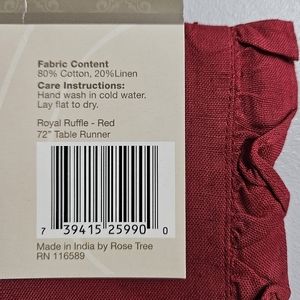 Fabric Content
80% Cotton, 20%Linen
Care Instructions:
Hand wash in cold water.
Lay flat to dry.
Royal Ruffle - Red
72" Table Runner
7 39415 25990 0
Made in India by Rose Tree
RN 116589